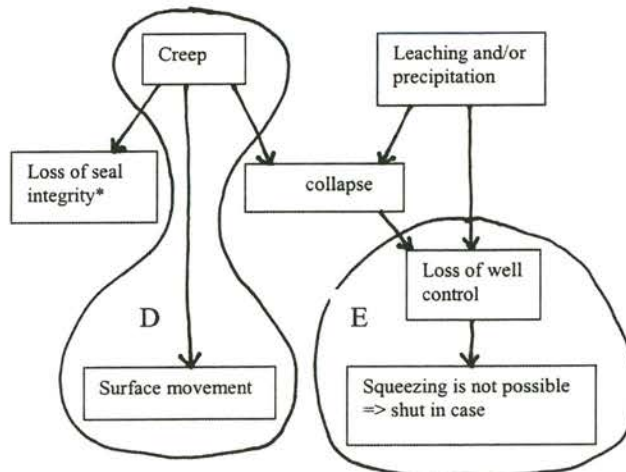 Creep
Leaching and/or
precipitation
Loss of seal
integrity*
collapse
Loss of well
control
D
E
Surface movement
Squeezing is not possible
=> shut in case